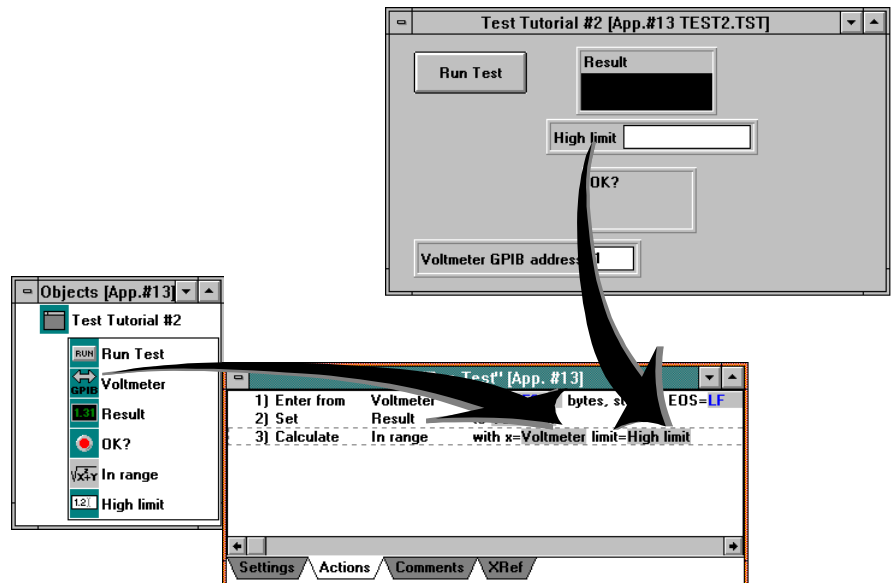 Test Tutorial #2 [App.#13 TEST2.TST]
Run Test
Result
High limit
OK?
Voltmeter GPIB address 1
Objects [App.#13]
Test Tutorial #2
RUN Run Test
GPIB Voltmeter
1.31 Result
OK?
√x²+Y In range
1.2 High limit
Test" [App. #13]
1) Enter from Voltmeter bytes, EOS=LF
2) Set Result
3) Calculate In range with x=Voltmeter limit=High limit
Settings Actions Comments XRef